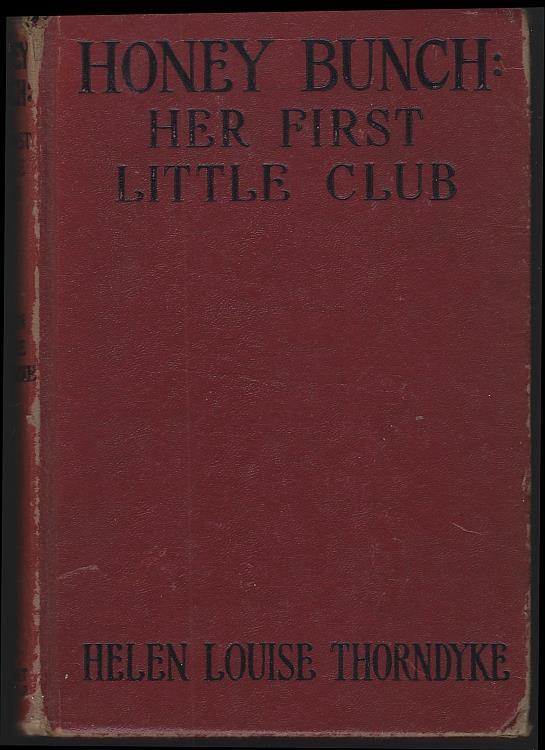 HONEY BUNCH:
HER FIRST
LITTLE CLUB
HELEN LOUISE THORNDYKE